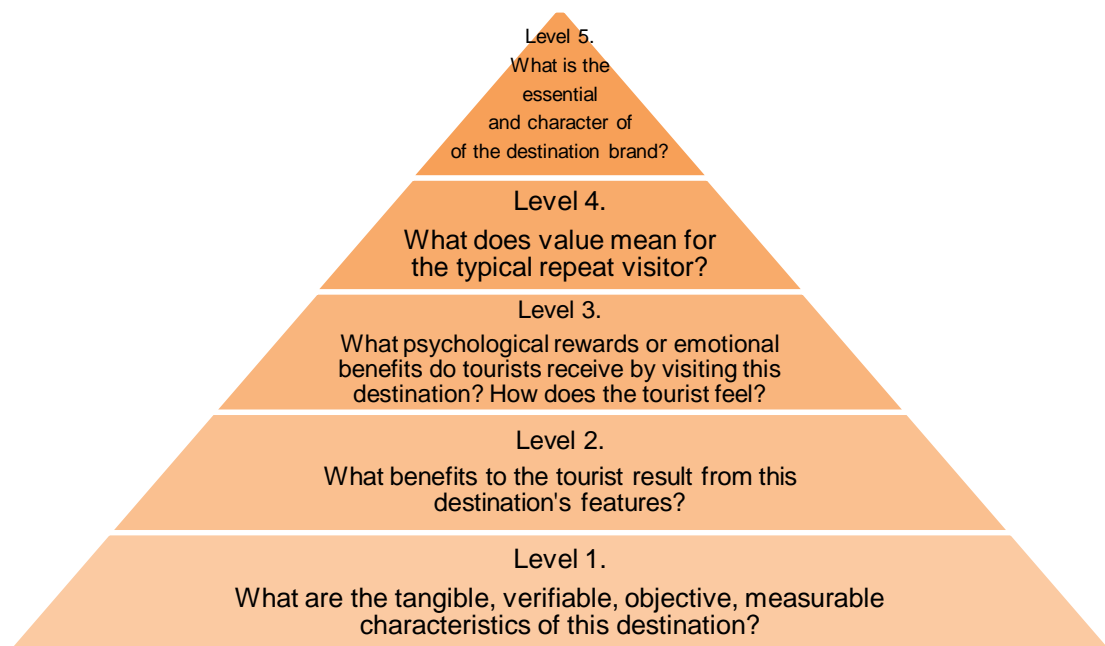 Level 5.
What is the
essential
and character of
of the destination brand?
Level 4.
What does value mean for
the typical repeat visitor?
Level 3.
What psychological rewards or emotional
benefits do tourists receive by visiting this
destination? How does the tourist feel?
Level 2.
What benefits to the tourist result from this
destination's features?
Level 1.
What are the tangible, verifiable, objective, measurable
characteristics of this destination?